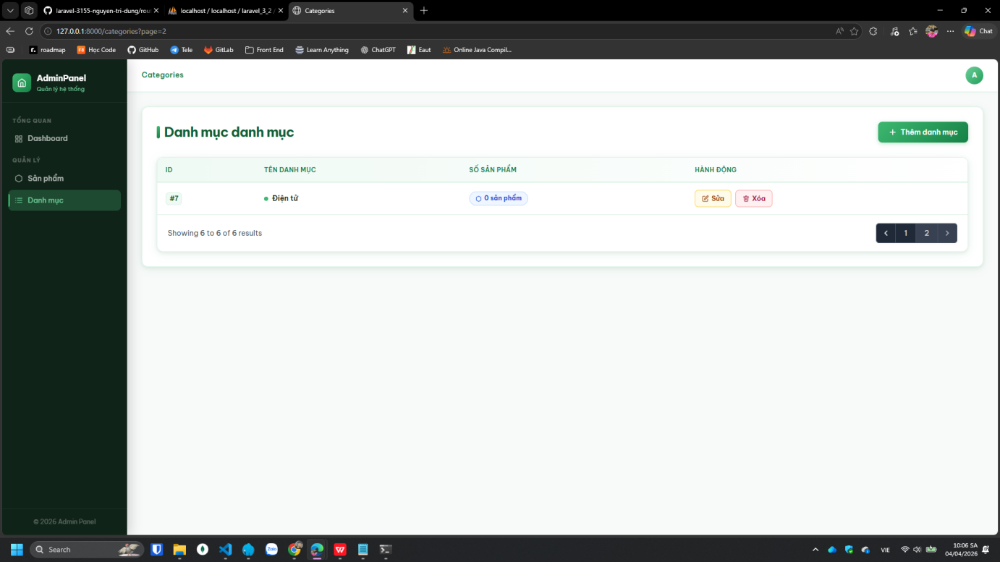 laravel-3155-nguyen-tri-dung/rou
localhost / localhost / laravel_3_2
Categories
127.0.0.1:8000/categories?page=2
Chat
roadmap
Học Code
GitHub
Tele
GitLab
Front End
Learn Anything
ChatGPT
Eaut
Online Java Compil...
AdminPanel
Quản lý hệ thống
Categories
A
TỔNG QUAN
Dashboard
QUẢN LÝ
Sản phẩm
Danh mục
Danh mục danh mục
+ Thêm danh mục
ID TÊN DANH MỤC SỐ SẢN PHẨM HÀNH ĐỘNG
#7 Điện tử 0 sản phẩm Sửa Xóa
Showing 6 to 6 of 6 results
1 2
© 2026 Admin Panel
Search
Zalo
VIE
10:06 SA
04/04/2026